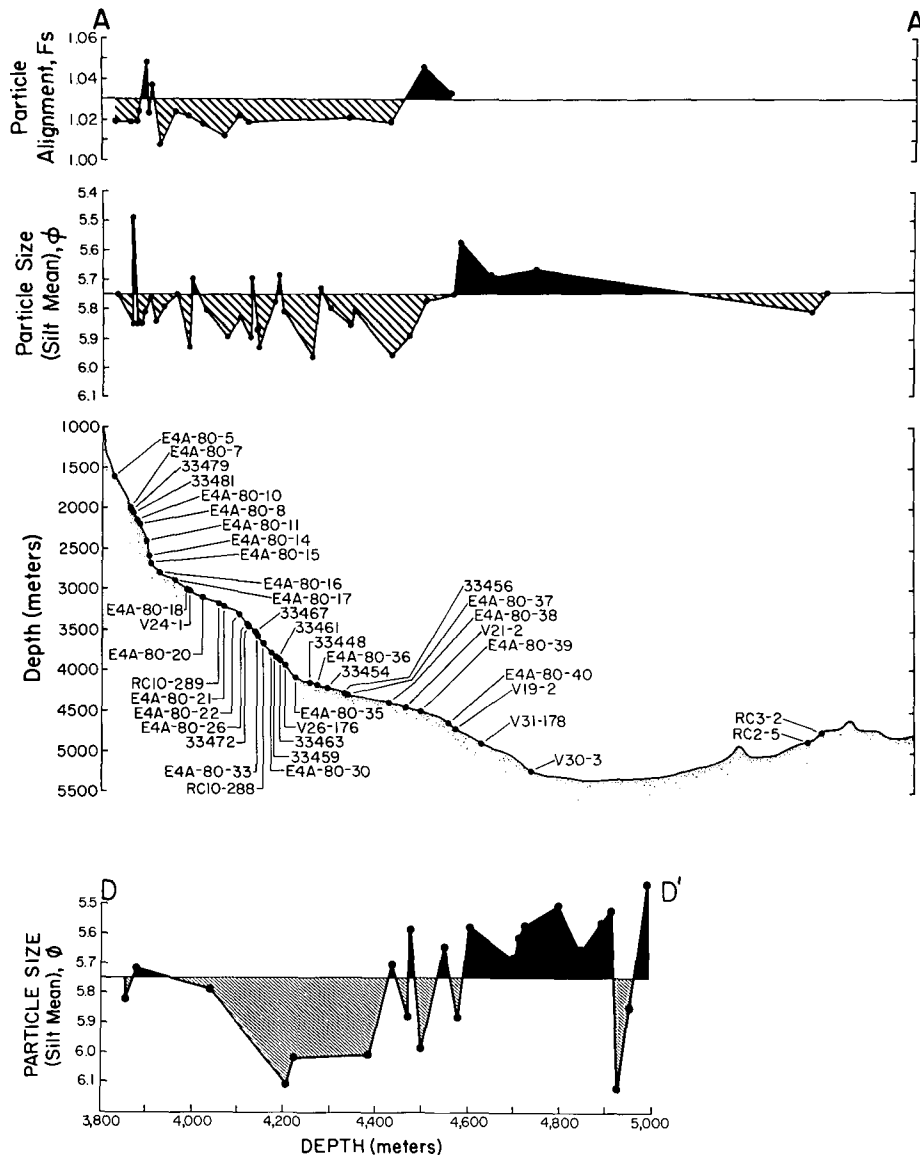 A
A
1.06
1.04
1.02
1.00
Particle
Alignment, Fs
5.4
5.5
5.6
5.7
5.8
5.9
6.0
6.1
Particle Size
(Silt Mean), ϕ
1000
1500
2000
2500
3000
3500
4000
4500
5000
5500
Depth (meters)
E4A-80-5
E4A-80-7
33479
33481
E4A-80-10
E4A-80-8
E4A-80-11
E4A-80-14
E4A-80-15
E4A-80-16
E4A-80-17
E4A-80-18
V24-1
E4A-80-20
33467
33461
33448
E4A-80-36
33454
33456
E4A-80-37
E4A-80-38
V21-2
E4A-80-39
E4A-80-40
V19-2
V31-178
V30-3
RC3-2
RC2-5
RC10-289
E4A-80-21
E4A-80-22
E4A-80-26
33472
E4A-80-33
RC10-288
E4A-80-35
V26-176
33463
33459
E4A-80-30
D
D'
5.5
5.6
5.7
5.8
5.9
6.0
6.1
PARTICLE SIZE
(Silt Mean), ϕ
3,800
4,000
4,200
4,400
4,600
4,800
5,000
DEPTH (meters)